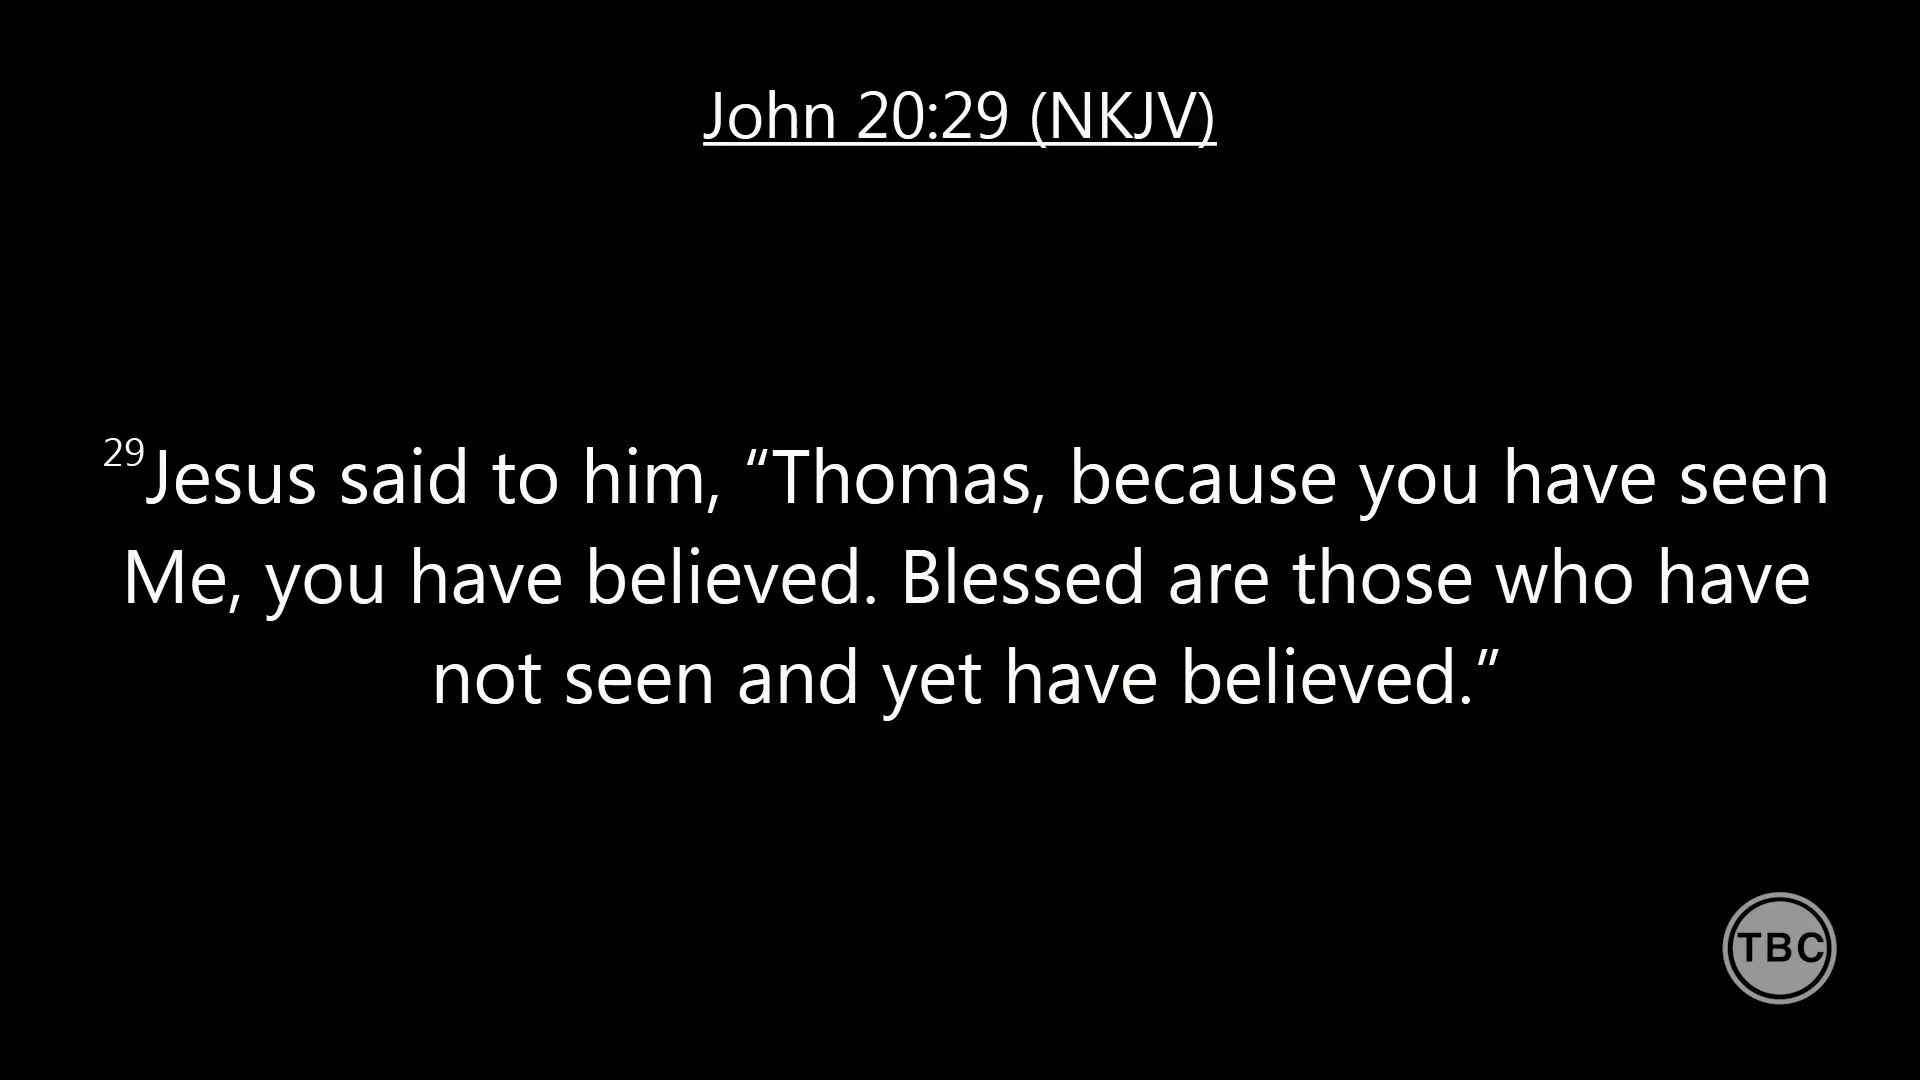 John 20:29 (NKJV)
29Jesus said to him, “Thomas, because you have seen
Me, you have believed. Blessed are those who have
not seen and yet have believed.”
TBC